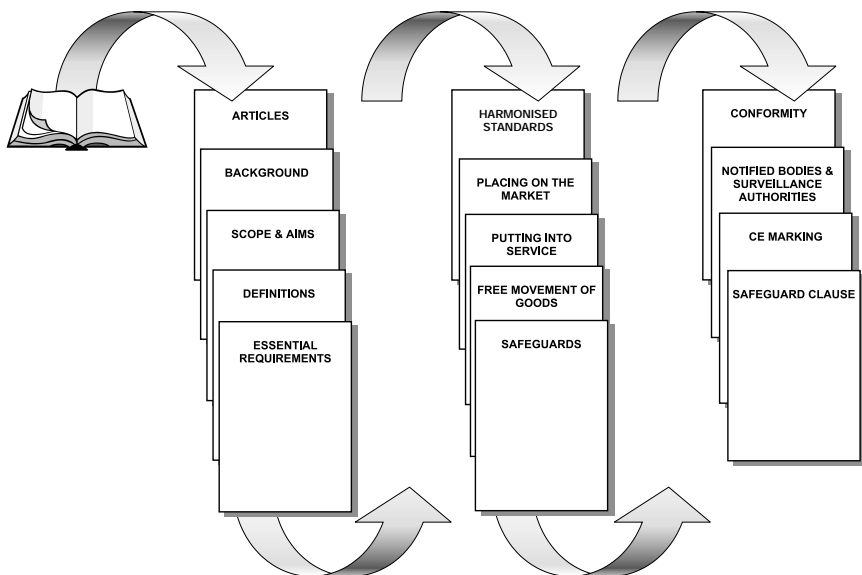 ARTICLES
BACKGROUND
SCOPE & AIMS
DEFINITIONS
ESSENTIAL
REQUIREMENTS
HARMONISED
STANDARDS
PLACING ON THE
MARKET
PUTTING INTO
SERVICE
FREE MOVEMENT OF
GOODS
SAFEGUARDS
CONFORMITY
NOTIFIED BODIES &
SURVEILLANCE
AUTHORITIES
CE MARKING
SAFEGUARD CLAUSE